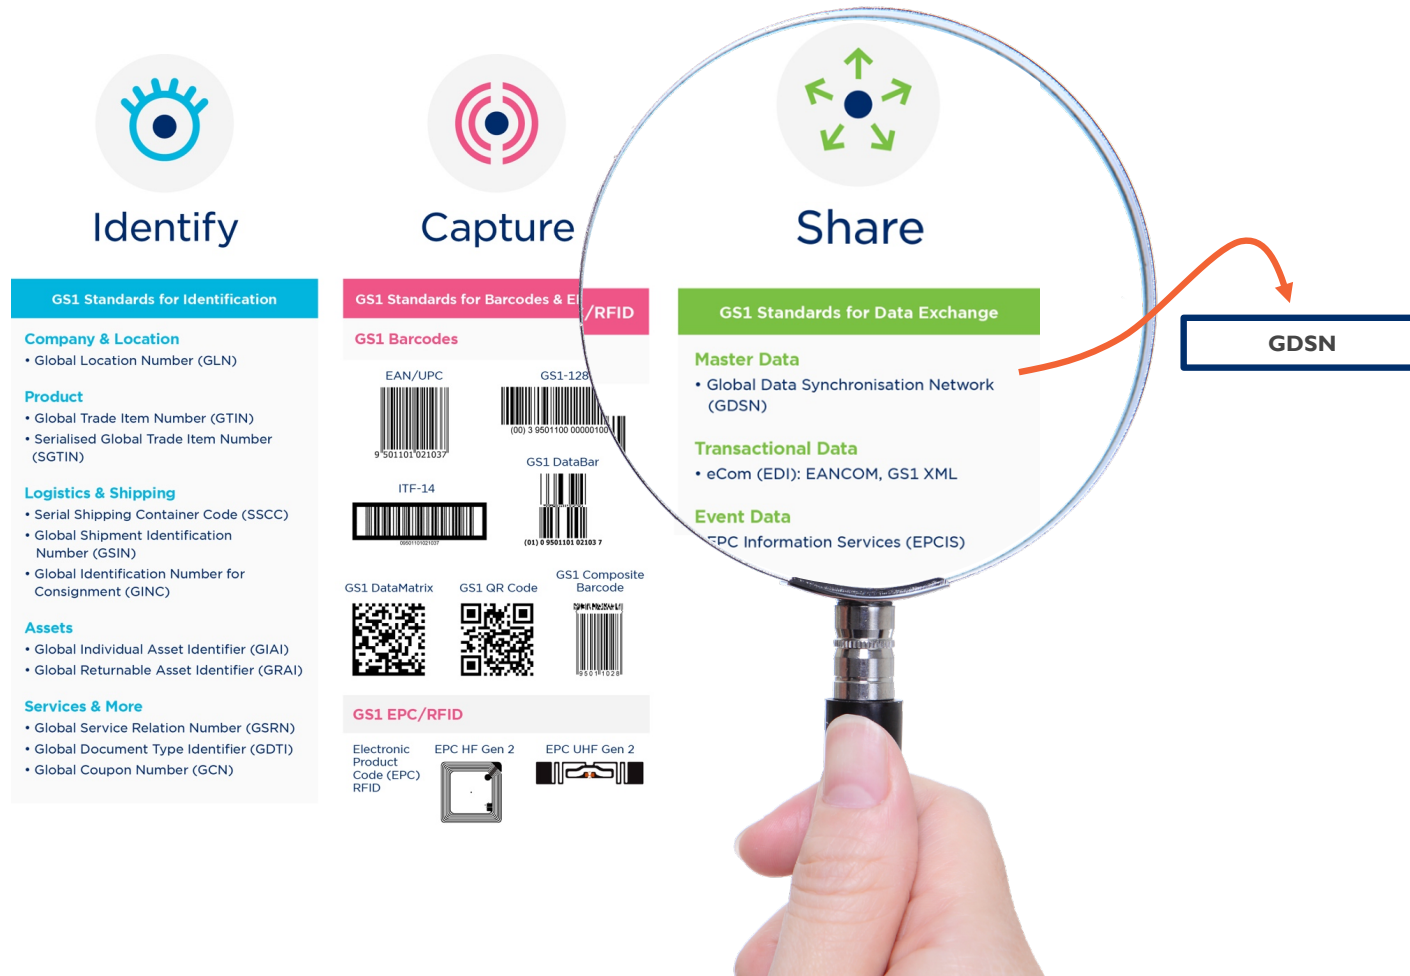 Identify
GS1 Standards for Identification
Company & Location
• Global Location Number (GLN)
Product
• Global Trade Item Number (GTIN)
• Serialised Global Trade Item Number
(SGTIN)
Logistics & Shipping
• Serial Shipping Container Code (SSCC)
• Global Shipment Identification
Number (GSIN)
• Global Identification Number for
Consignment (GINC)
Assets
• Global Individual Asset Identifier (GIAI)
• Global Returnable Asset Identifier (GRAI)
Services & More
• Global Service Relation Number (GSRN)
• Global Document Type Identifier (GDTI)
• Global Coupon Number (GCN)
Capture
GS1 Standards for Barcodes &
/RFID
GS1 Barcodes
EAN/UPC
9 501101 021037
GS1-128
(00) 3 9501100 00000100
ITF-14
GS1 DataBar
(01) 0 9501101 02103 7
GS1 DataMatrix
GS1 QR Code
GS1 Composite
Barcode
9501 1028
GS1 EPC/RFID
Electronic
Product
Code (EPC)
RFID
EPC HF Gen 2
EPC UHF Gen 2
Share
GS1 Standards for Data Exchange
Master Data
• Global Data Synchronisation Network
(GDSN)
Transactional Data
• eCom (EDI): EANCOM, GS1 XML
Event Data
EPC Information Services (EPCIS)
GDSN